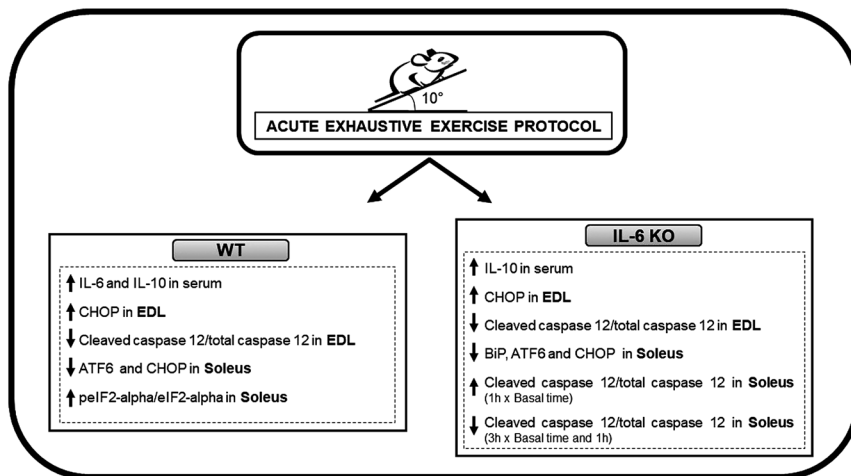 10°
ACUTE EXHAUSTIVE EXERCISE PROTOCOL
WT
↑ IL-6 and IL-10 in serum
↑ CHOP in EDL
↓ Cleaved caspase 12/total caspase 12 in EDL
↓ ATF6 and CHOP in Soleus
↑ peIF2-alpha/eIF2-alpha in Soleus
IL-6 KO
↑ IL-10 in serum
↑ CHOP in EDL
↓ Cleaved caspase 12/total caspase 12 in EDL
↓ BiP, ATF6 and CHOP in Soleus
↑ Cleaved caspase 12/total caspase 12 in Soleus
(1h x Basal time)
↓ Cleaved caspase 12/total caspase 12 in Soleus
(3h x Basal time and 1h)